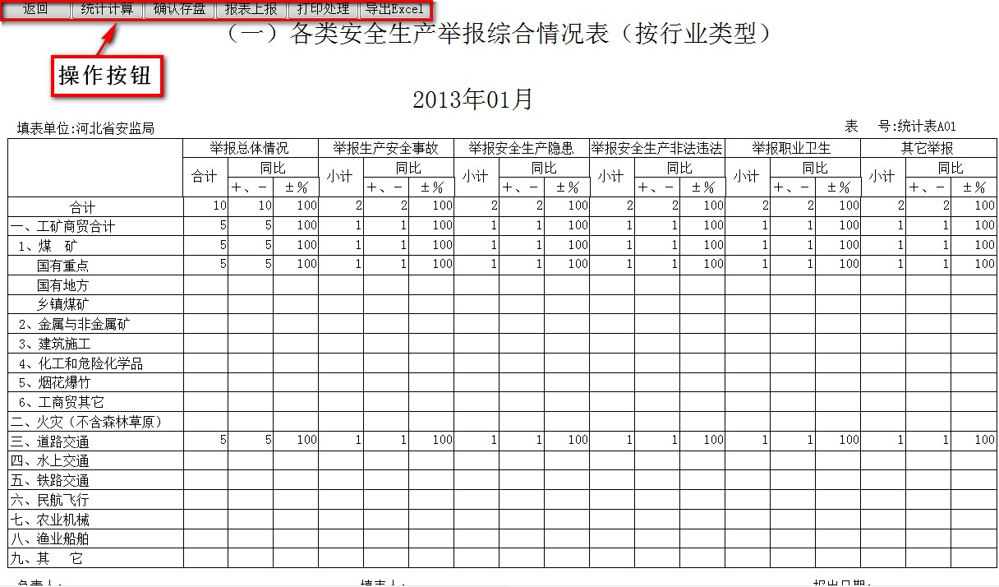 返回 统计计算 确认存盘 报表上报 打印处理 导出Excel
（一）各类安全生产举报综合情况表（按行业类型）
操作按钮
2013年01月
填表单位:河北省安监局 表 号:统计表A01
举报总体情况 举报生产安全事故 举报安全生产隐患 举报安全生产非法违法 举报职业卫生 其它举报
合计 同比 小计 同比 小计 同比 小计 同比 小计 同比 小计 同比
+、- ±% +、- ±% +、- ±% +、- ±% +、- ±% +、- ±%
合计 10 10 100 2 2 100 2 2 100 2 2 100 2 2 100 2 2 100
一、工矿商贸合计 5 5 100 1 1 100 1 1 100 1 1 100 1 1 100 1 1 100
1、煤 矿 5 5 100 1 1 100 1 1 100 1 1 100 1 1 100 1 1 100
国有重点 5 5 100 1 1 100 1 1 100 1 1 100 1 1 100 1 1 100
国有地方
乡镇煤矿
2、金属与非金属矿
3、建筑施工
4、化工和危险化学品
5、烟花爆竹
6、工商贸其它
二、火灾（不含森林草原）
三、道路交通 5 5 100 1 1 100 1 1 100 1 1 100 1 1 100 1 1 100
四、水上交通
五、铁路交通
六、民航飞行
七、农业机械
八、渔业船舶
九、其 它
负责人: 填表人: 报出日期: